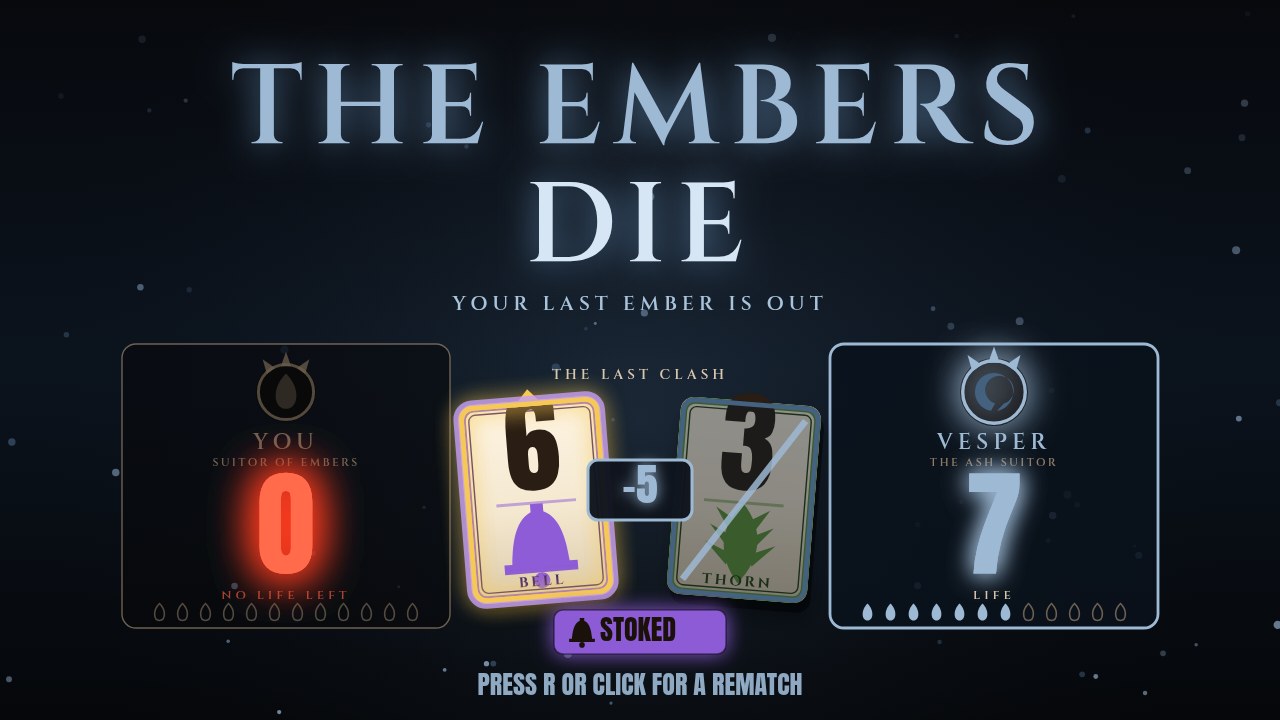 THE EMBERS
DIE
YOUR LAST EMBER IS OUT
THE LAST CLASH
YOU
SUITOR OF EMBERS
0
NO LIFE LEFT
6
BELL
-5
3
THORN
VESPER
THE ASH SUITOR
7
LIFE
STOKED
PRESS R OR CLICK FOR A REMATCH